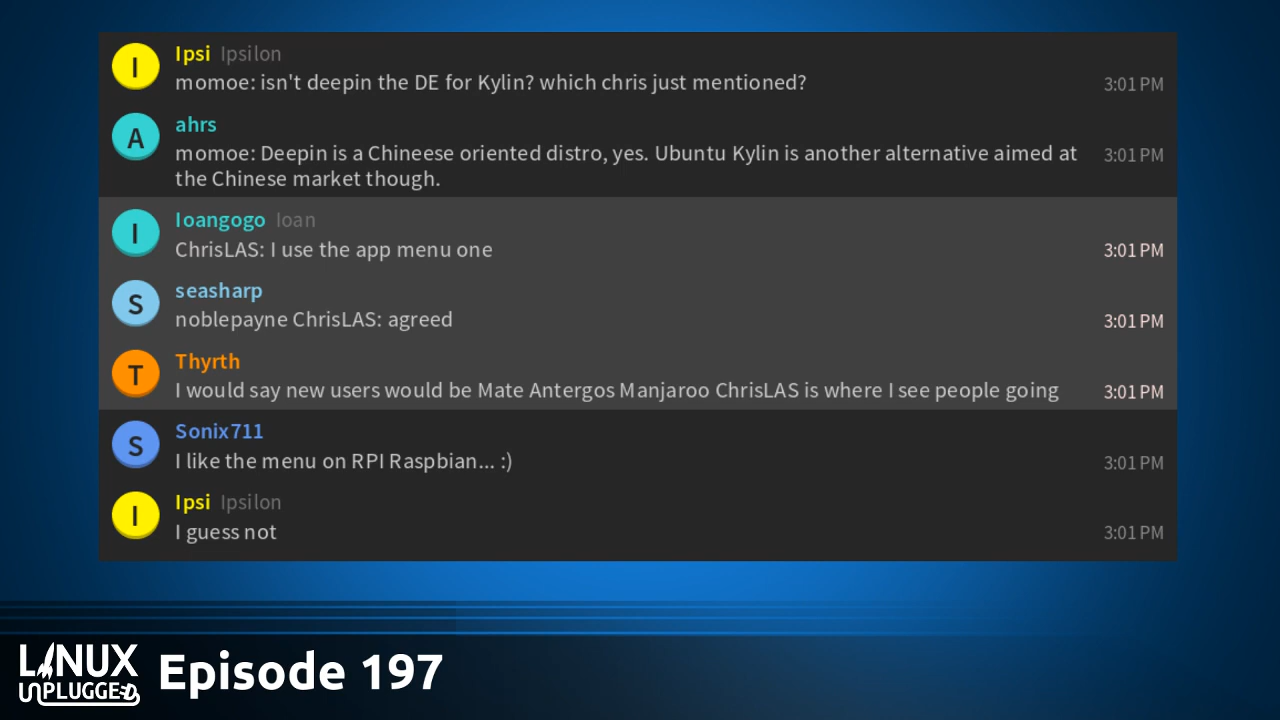 I
Ipsi Ipsilon
momoe: isn't deepin the DE for Kylin? which chris just mentioned?
3:01 PM
A
ahrs
momoe: Deepin is a Chineese oriented distro, yes. Ubuntu Kylin is another alternative aimed at
the Chinese market though.
3:01 PM
I
Ioangogo Ioan
ChrisLAS: I use the app menu one
3:01 PM
S
seasharp
noblepayne ChrisLAS: agreed
3:01 PM
T
Thyrth
I would say new users would be Mate Antergos Manjaroo ChrisLAS is where I see people going
3:01 PM
S
Sonix711
I like the menu on RPI Raspbian... :)
3:01 PM
I
Ipsi Ipsilon
I guess not
3:01 PM
LINUX
UNPLUGGED
Episode 197